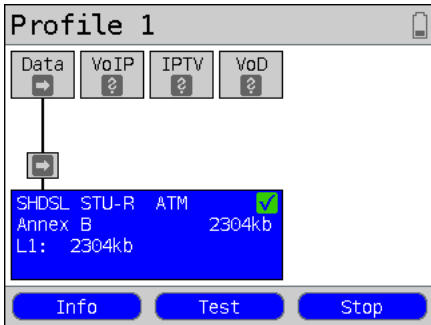 Profile 1
Data VoIP IPTV VoD
? ? ?
SHDSL STU-R ATM
Annex B 2304kb
L1: 2304kb
Info Test Stop